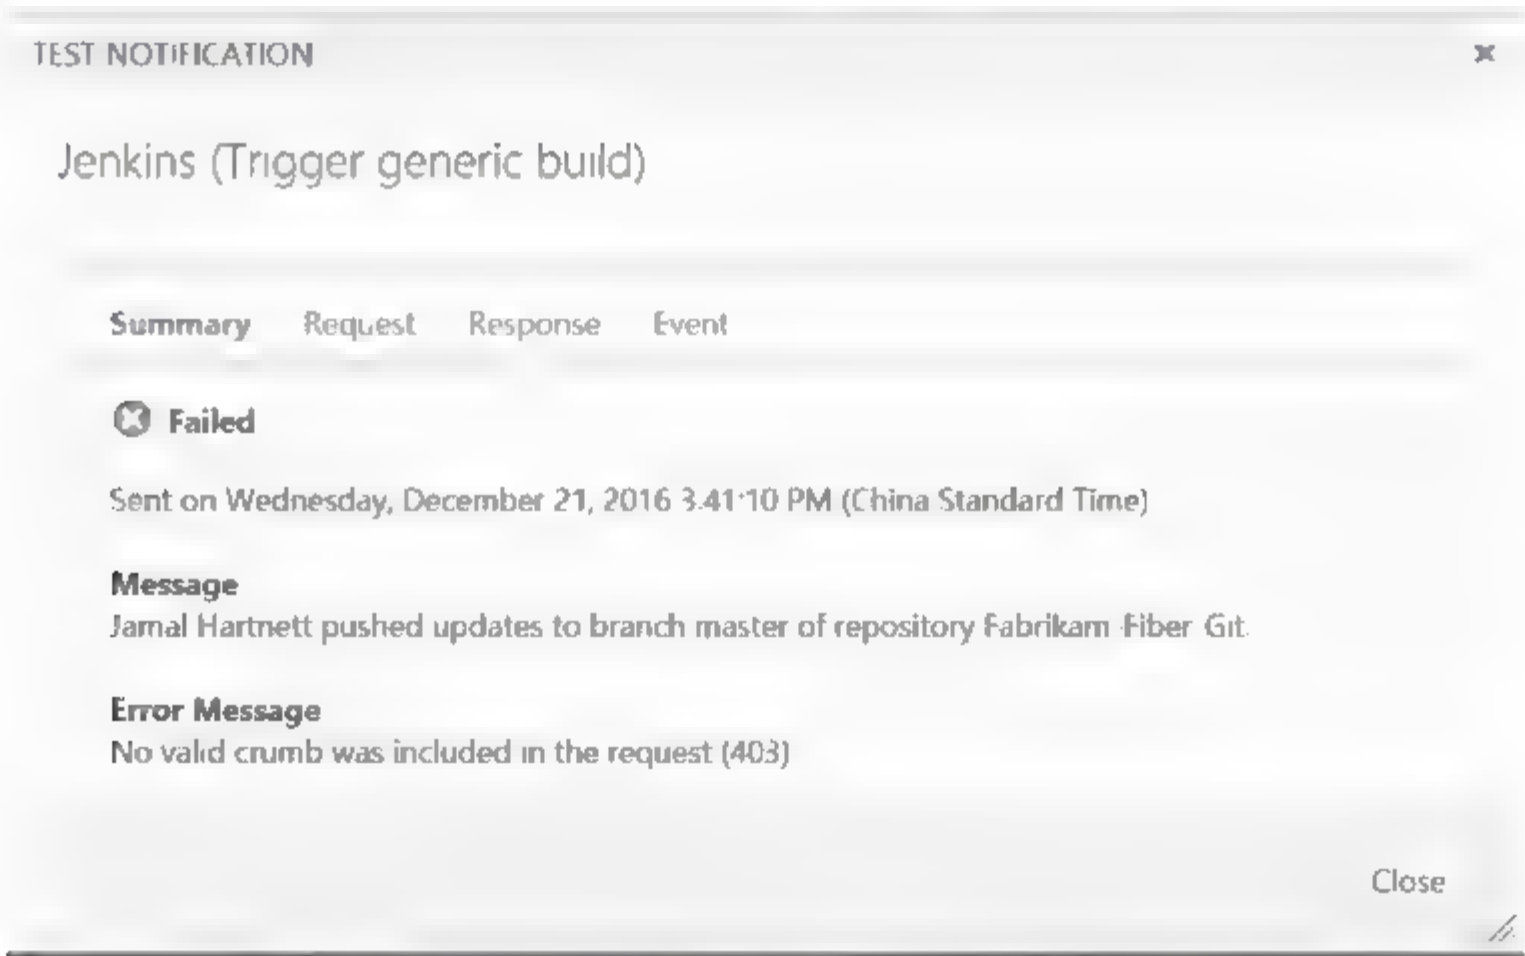 TEST NOTIFICATION
Jenkins (Trigger generic build)
Summary Request Response Event
Failed
Sent on Wednesday, December 21, 2016 3:41:10 PM (China Standard Time)
Message
Jamal Hartnett pushed updates to branch master of repository Fabrikam-Fiber-Git.
Error Message
No valid crumb was included in the request (403)
Close